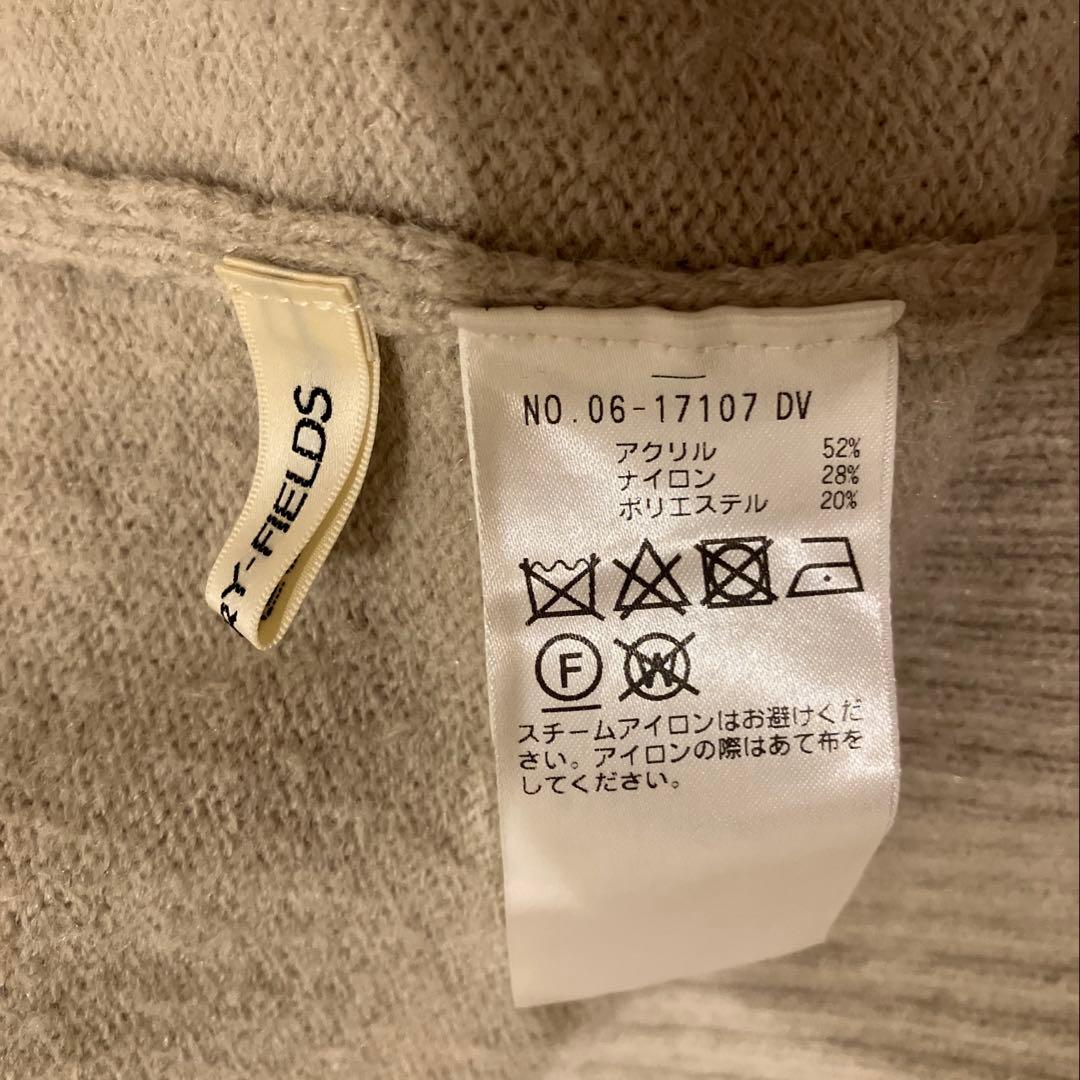 Y-FIELDS
NO.06-17107 DV
アクリル 52%
ナイロン 28%
ポリエステル 20%
F W
スチームアイロンはお避けくだ
さい。アイロンの際はあて布を
してください。